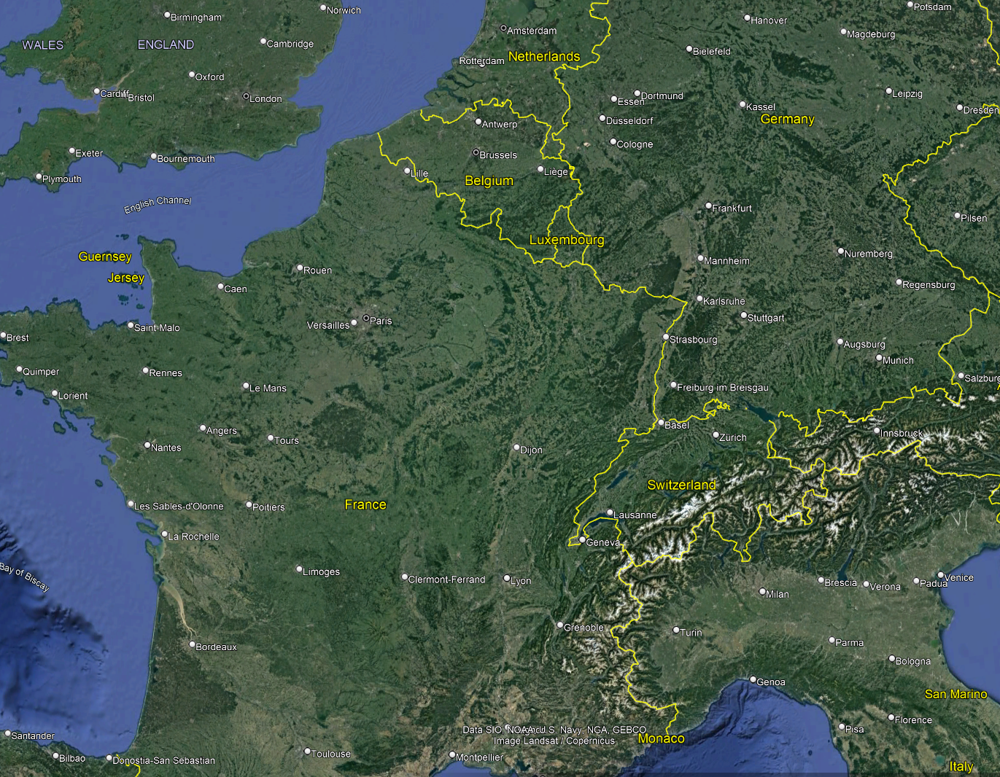 Norwich
Birmingham
Potsdam
Hanover
Amsterdam
Magdeburg
WALES
ENGLAND
Cambridge
Bielefeld
Netherlands
Rotterdam
Oxford
Cardiff
Bristol
London
Essen
Dortmund
Leipzig
Kassel
Dresden
Germany
Düsseldorf
Antwerp
Cologne
Exeter
Bournemouth
Brussels
Plymouth
Lille
Belgium
Liège
English Channel
Frankfurt
Pilsen
Luxembourg
Guernsey
Jersey
Nuremberg
Mannheim
Rouen
Caen
Regensburg
Karlsruhe
Stuttgart
Versailles
Paris
Saint Malo
Brest
Strasbourg
Augsburg
Munich
Quimper
Rennes
Salzburg
Le Mans
Freiburg im Breisgau
Lorient
Basel
Angers
Tours
Zürich
Innsbruck
Nantes
Dijon
Switzerland
Les Sables-d'Olonne
Poitiers
France
Lausanne
La Rochelle
Geneva
Bay of Biscay
Limoges
Clermont-Ferrand
Lyon
Brescia
Verona
Padua
Venice
Milan
Grenoble
Turin
Parma
Bordeaux
Bologna
Genoa
San Marino
Florence
Pisa
Santander
Data SIO, NOAA, U.S. Navy, NGA, GEBCO
Image Landsat / Copernicus
Monaco
Toulouse
Montpellier
Bilbao
Donostia-San Sebastian
Italy